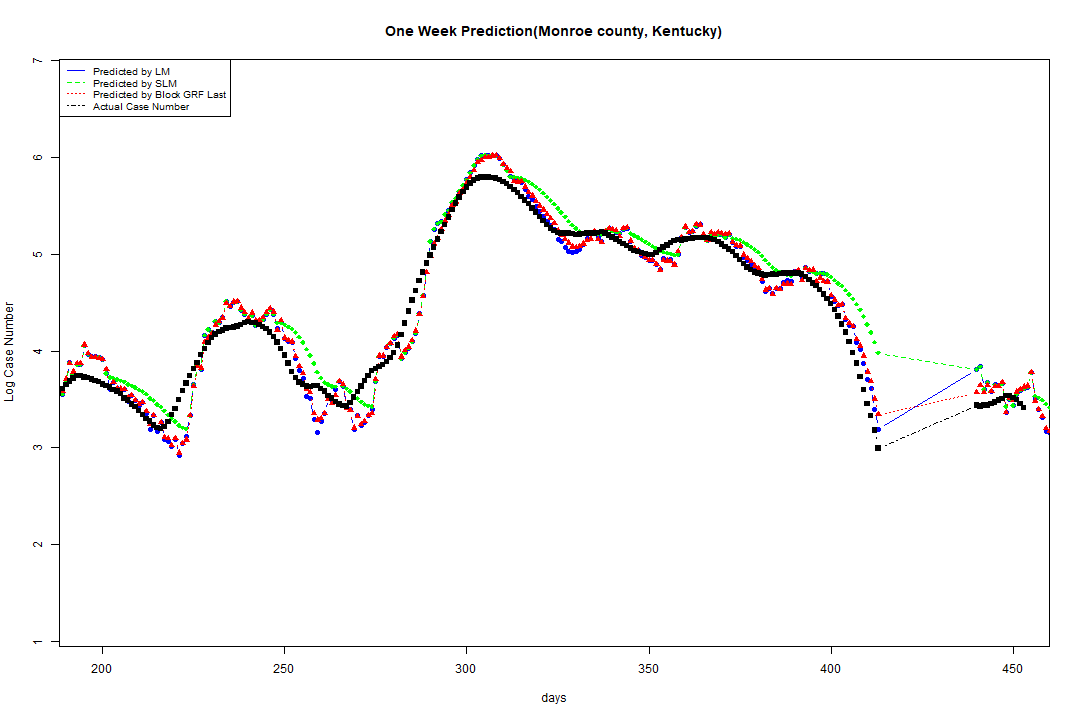 One Week Prediction(Monroe county, Kentucky)
Predicted by LM
Predicted by SLM
Predicted by Block GRF Last
Actual Case Number
7
6
5
4
3
2
1
Log Case Number
200 250 300 350 400 450
days